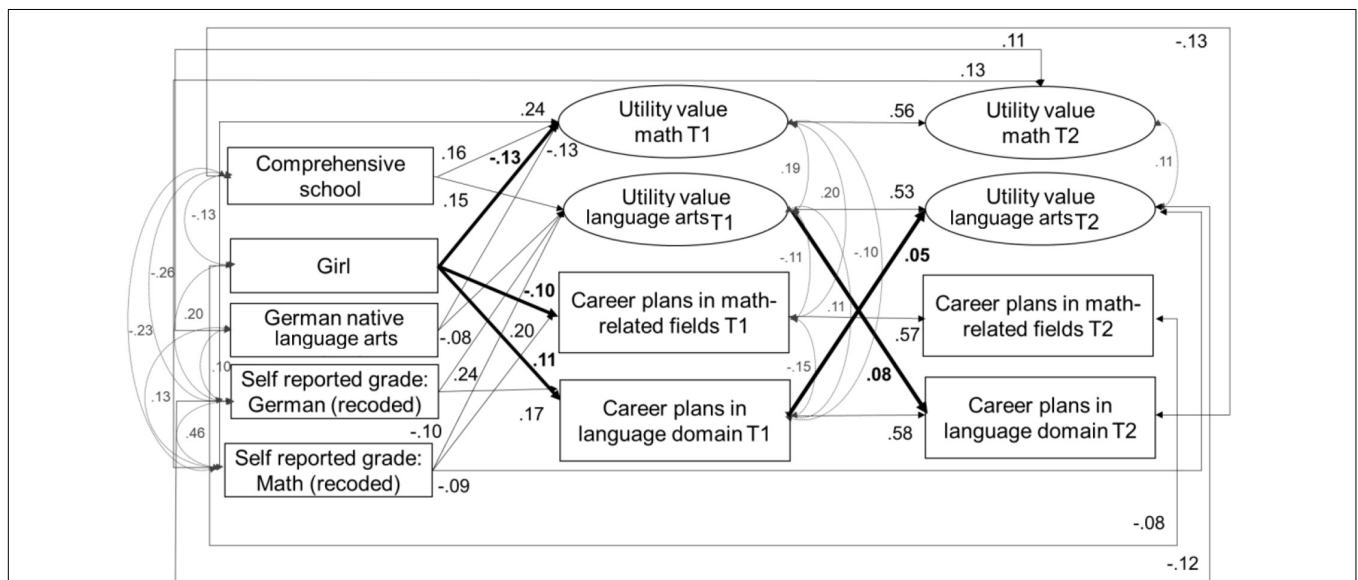 .11
-.13
.13
.24
Utility value
math T1
.56
Utility value
math T2
Comprehensive
school
.16
-.13
-.13
.19
.11
.15
Utility value
language arts T1
.20
.53
Utility value
language arts T2
-.13
-.11
-.10
.05
Girl
-.26
-.10
Career plans in math-
related fields T1
.11
Career plans in math-
related fields T2
.20
German native
language arts
-.23
-.08
.20
.57
.11
-.15
.08
.10
Self reported grade:
German (recoded)
.24
.13
.17
Career plans in
language domain T1
.58
Career plans in
language domain T2
.46
-.10
Self reported grade:
Math (recoded)
-.09
-.08
-.12